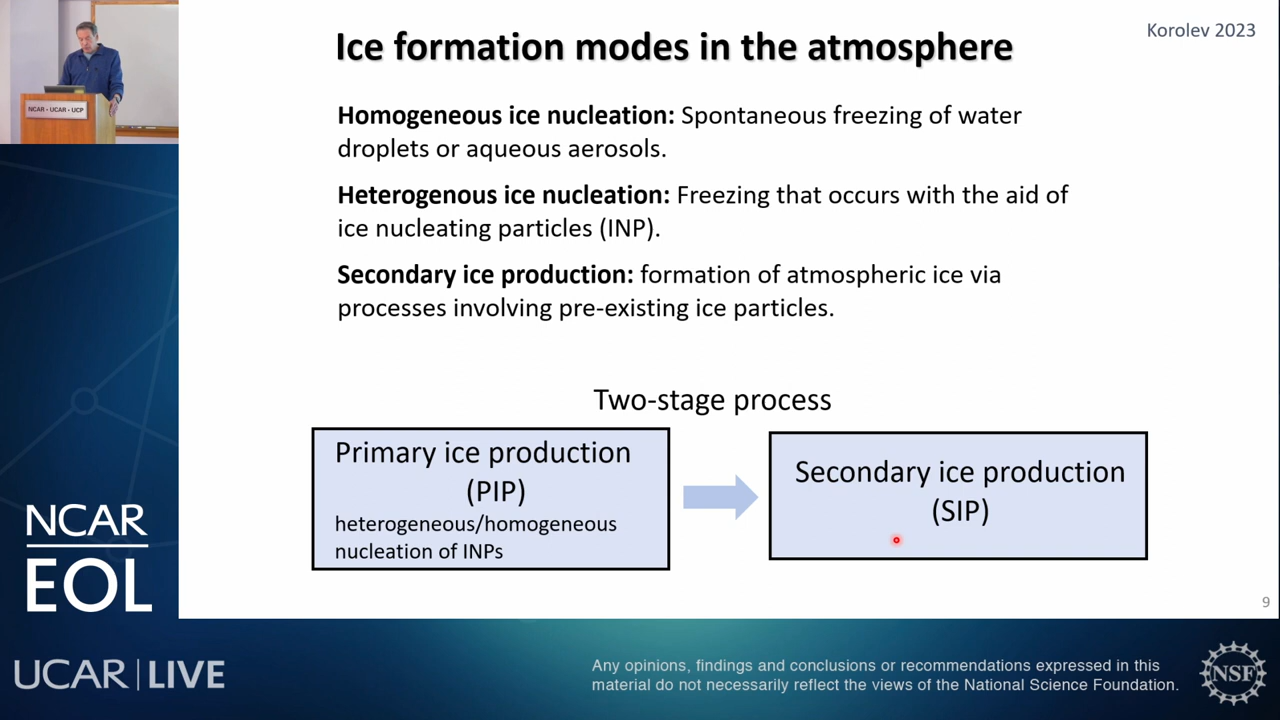 Korolev 2023
Ice formation modes in the atmosphere
NCAR • UCAR • UCP
Homogeneous ice nucleation: Spontaneous freezing of water
droplets or aqueous aerosols.
Heterogenous ice nucleation: Freezing that occurs with the aid of
ice nucleating particles (INP).
Secondary ice production: formation of atmospheric ice via
processes involving pre-existing ice particles.
Two-stage process
Primary ice production
(PIP)
heterogeneous/homogeneous
nucleation of INPs
Secondary ice production
(SIP)
9
NCAR
EOL
UCAR | LIVE
Any opinions, findings and conclusions or recommendations expressed in this
material do not necessarily reflect the views of the National Science Foundation.
NSF